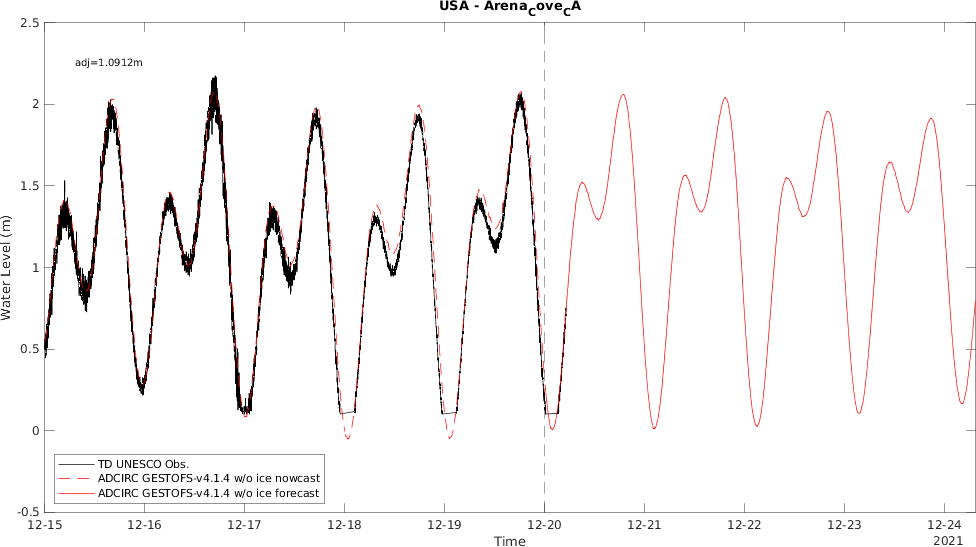 USA - Arena_Cove_CA
adj=1.0912m
2.5
2
1.5
1
0.5
0
-0.5
Water Level (m)
TD UNESCO Obs.
ADCIRC GESTOFS-v4.1.4 w/o ice nowcast
ADCIRC GESTOFS-v4.1.4 w/o ice forecast
12-15 12-16 12-17 12-18 12-19 12-20 12-21 12-22 12-23 12-24
Time
2021